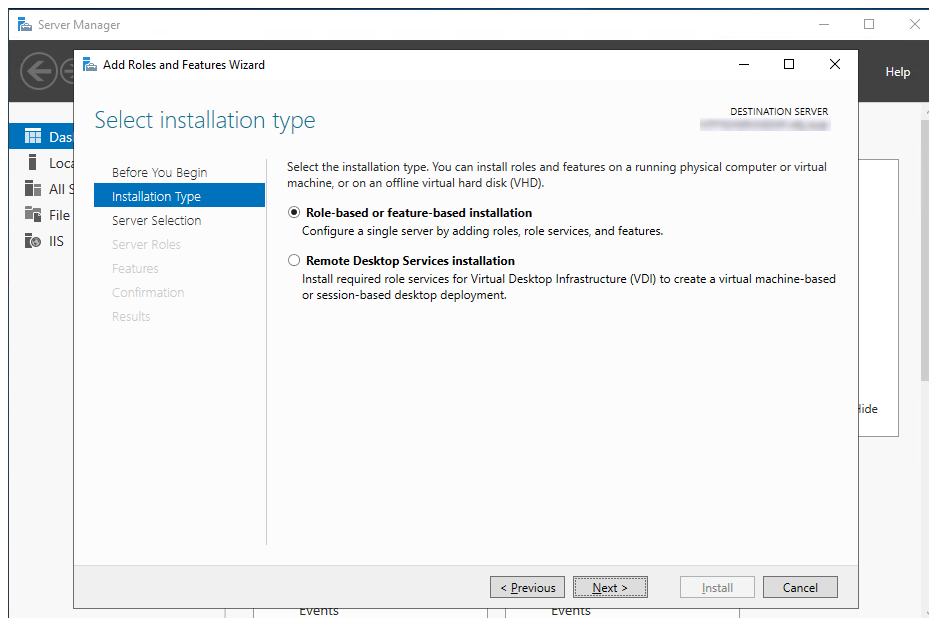 Server Manager
Help
Add Roles and Features Wizard
Select installation type
DESTINATION SERVER
Before You Begin
Installation Type
Server Selection
Server Roles
Features
Confirmation
Results
Select the installation type. You can install roles and features on a running physical computer or virtual
machine, or on an offline virtual hard disk (VHD).
Role-based or feature-based installation
Configure a single server by adding roles, role services, and features.
Remote Desktop Services installation
Install required role services for Virtual Desktop Infrastructure (VDI) to create a virtual machine-based
or session-based desktop deployment.
Das
Loca
All S
File
IIS
Hide
< Previous
Next >
Install
Cancel
Events
Events